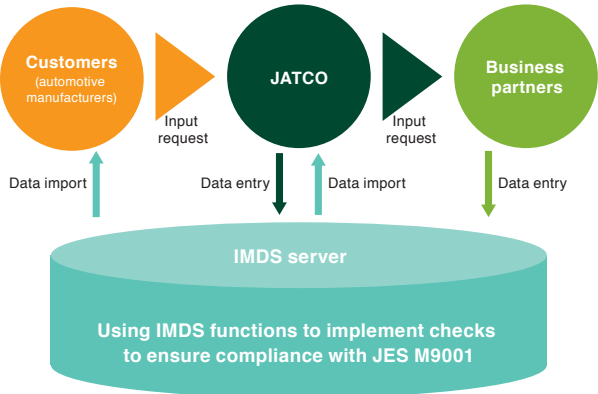 Customers
(automotive
manufacturers)
JATCO
Business
partners
Input
request
Input
request
Data import
Data entry
Data import
Data entry
IMDS server
Using IMDS functions to implement checks
to ensure compliance with JES M9001